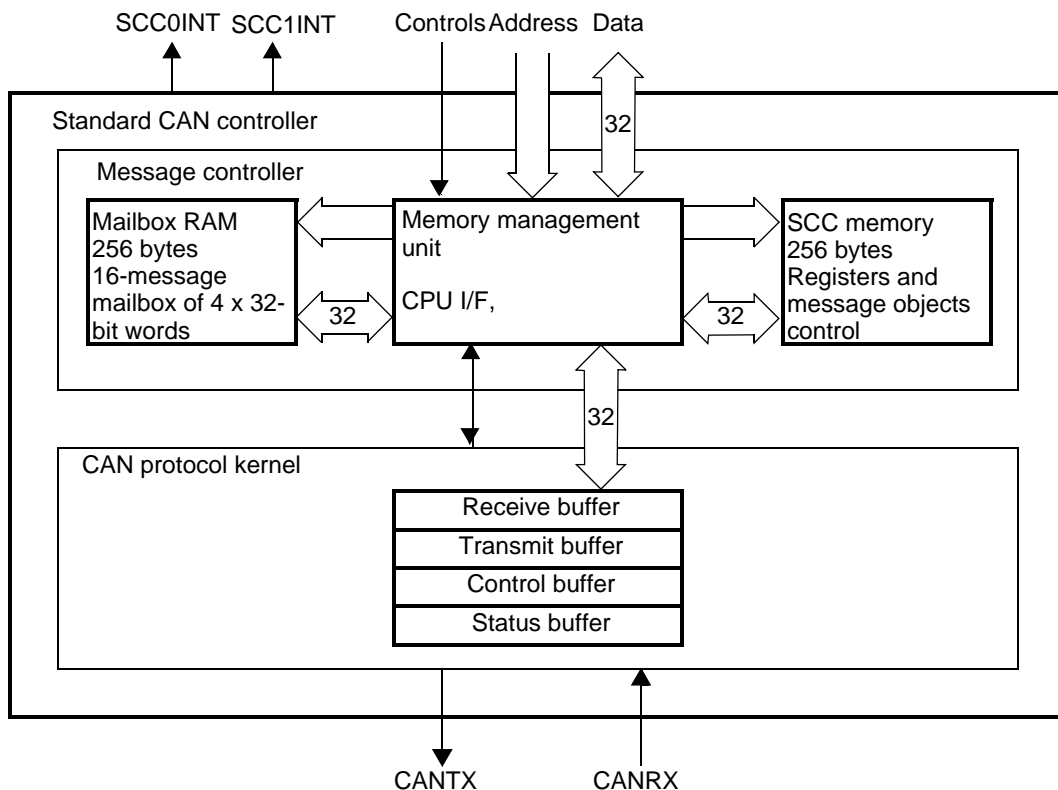 SCC0INT SCC1INT Controls Address Data
32
Standard CAN controller
Message controller
Mailbox RAM
256 bytes
16-message
mailbox of 4 x 32-
bit words
32
Memory management
unit
CPU I/F,
32
SCC memory
256 bytes
Registers and
message objects
control
32
CAN protocol kernel
Receive buffer
Transmit buffer
Control buffer
Status buffer
CANTX CANRX